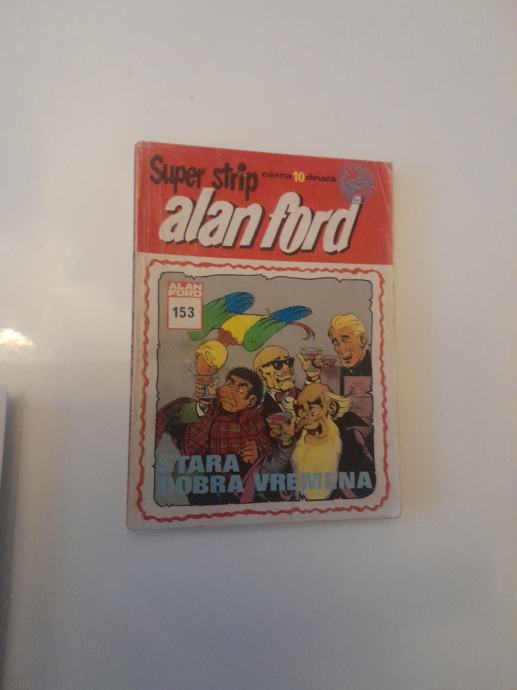 Super strip
cijena 10 dinara
alan ford
ALAN
FORD
153
STARA
DOBRA VREMENA